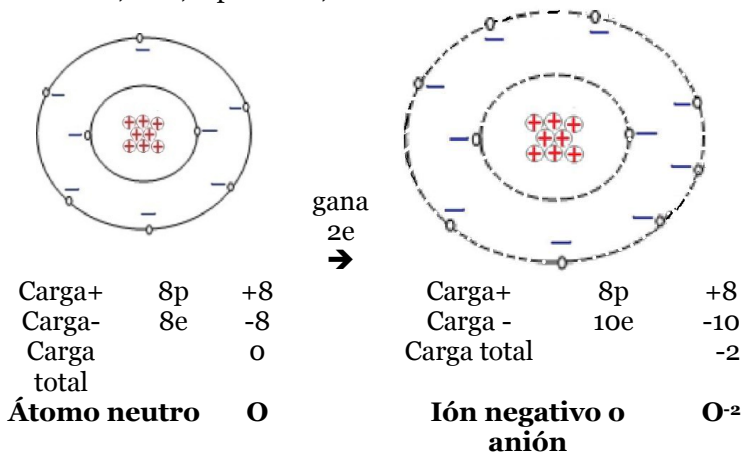 gana
2e
➔
Carga+ 8p +8
Carga- 8e -8
Carga total 0
Átomo neutro O
Carga+ 8p +8
Carga - 10e -10
Carga total -2
Ión negativo o anión O-2